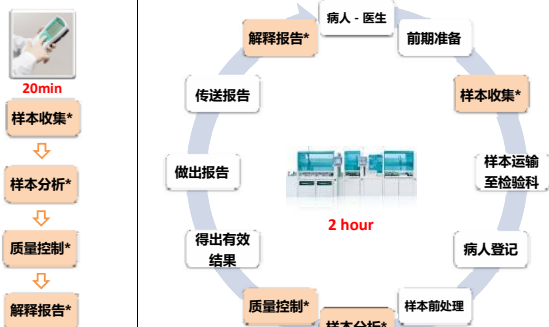 20min
样本收集*
样本分析*
质量控制*
解释报告*
病人 - 医生
前期准备
样本收集*
样本运输
至检验科
病人登记
样本前处理
样本分析*
质量控制*
得出有效
结果
做出报告
传送报告
解释报告*
2 hour